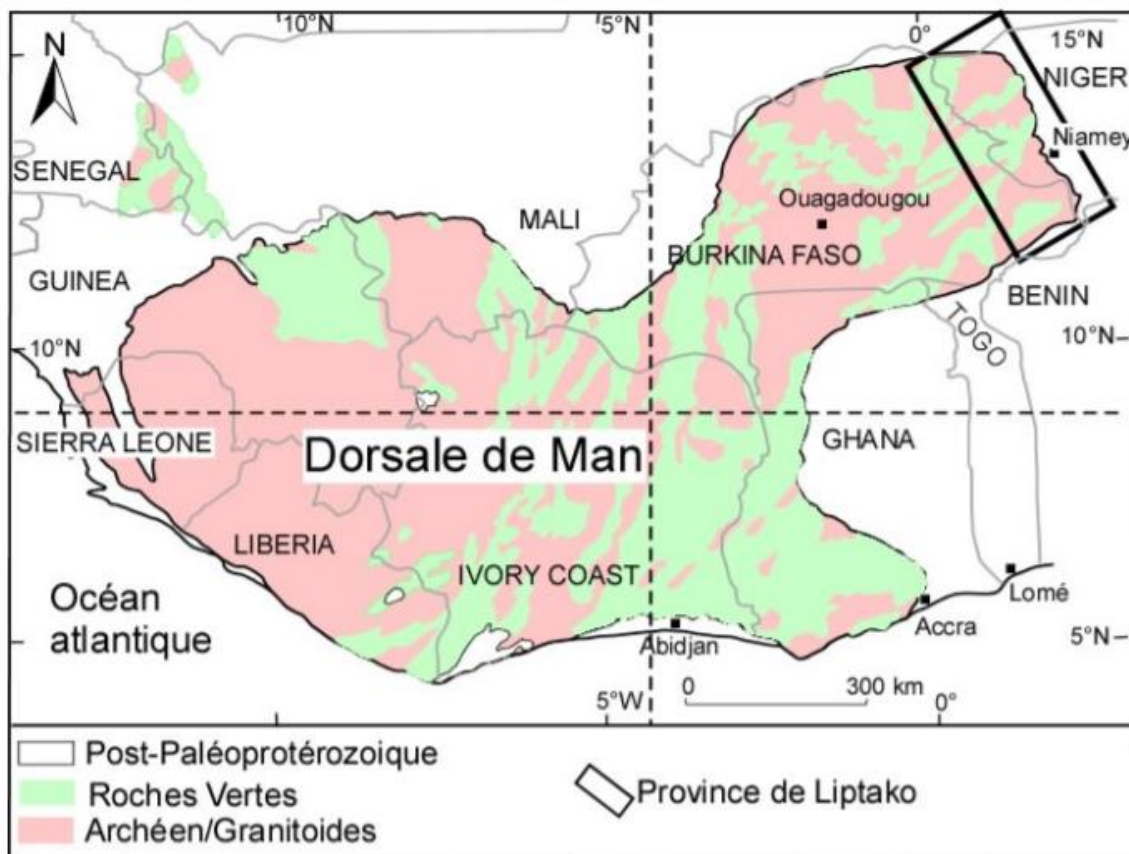 10°N
5°N
0°
15°N
N
NIGER
Niamey
SENEGAL
Ouagadougou
MALI
BURKINA FASO
GUINEA
BENIN
TOGO
10°N
10°N
GHANA
SIERRA LEONE
Dorsale de Man
LIBERIA
IVORY COAST
Océan
atlantique
Lomé
Accra
Abidjan
5°N
5°W
0
300 km
0°
Post-Paléoprotérozoique
Roches Vertes
Province de Liptako
Archéen/Granitoides